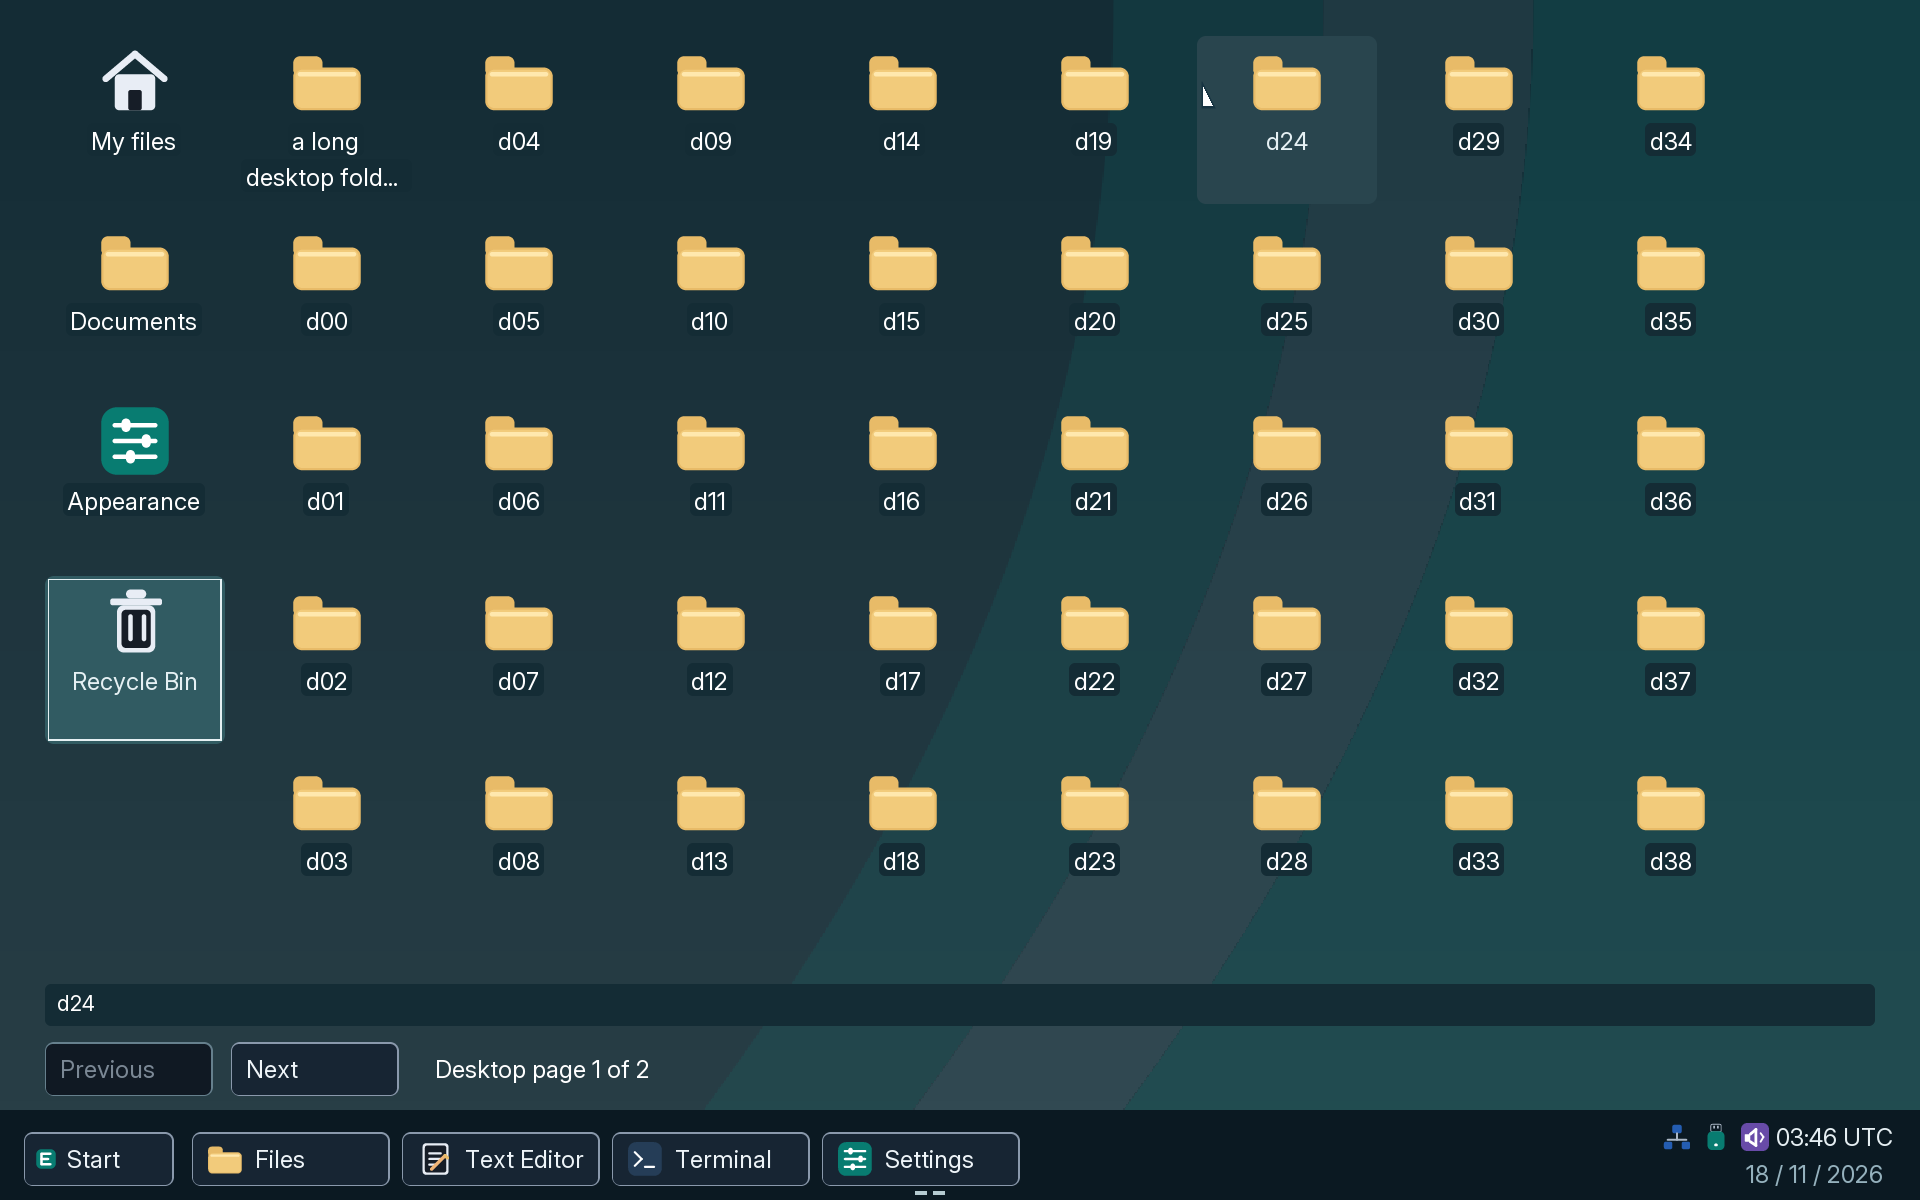 My files
a long
desktop fold...
d04
d09
d14
d19
d24
d29
d34
Documents
d00
d05
d10
d15
d20
d25
d30
d35
Appearance
d01
d06
d11
d16
d21
d26
d31
d36
Recycle Bin
d02
d07
d12
d17
d22
d27
d32
d37
d03
d08
d13
d18
d23
d28
d33
d38
d24
Previous
Next
Desktop page 1 of 2
E Start
Files
Text Editor
Terminal
Settings
03:46 UTC
18 / 11 / 2026